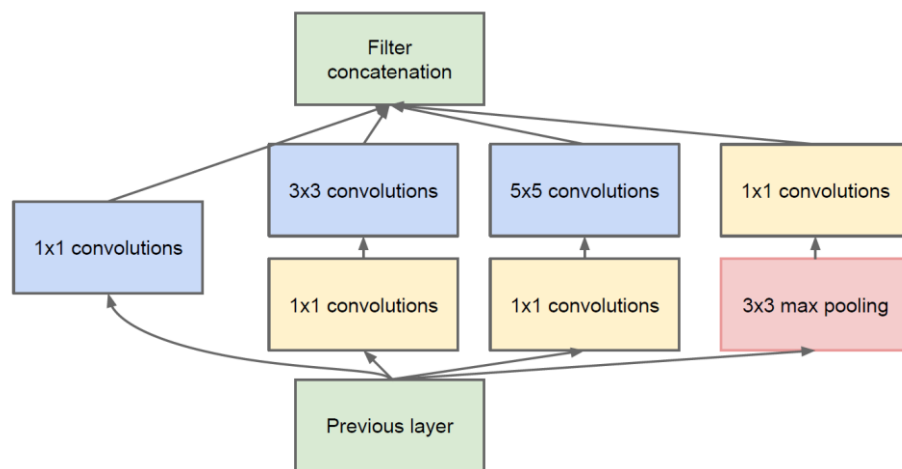 Filter
concatenation
3x3 convolutions
5x5 convolutions
1x1 convolutions
1x1 convolutions
1x1 convolutions
1x1 convolutions
3x3 max pooling
Previous layer